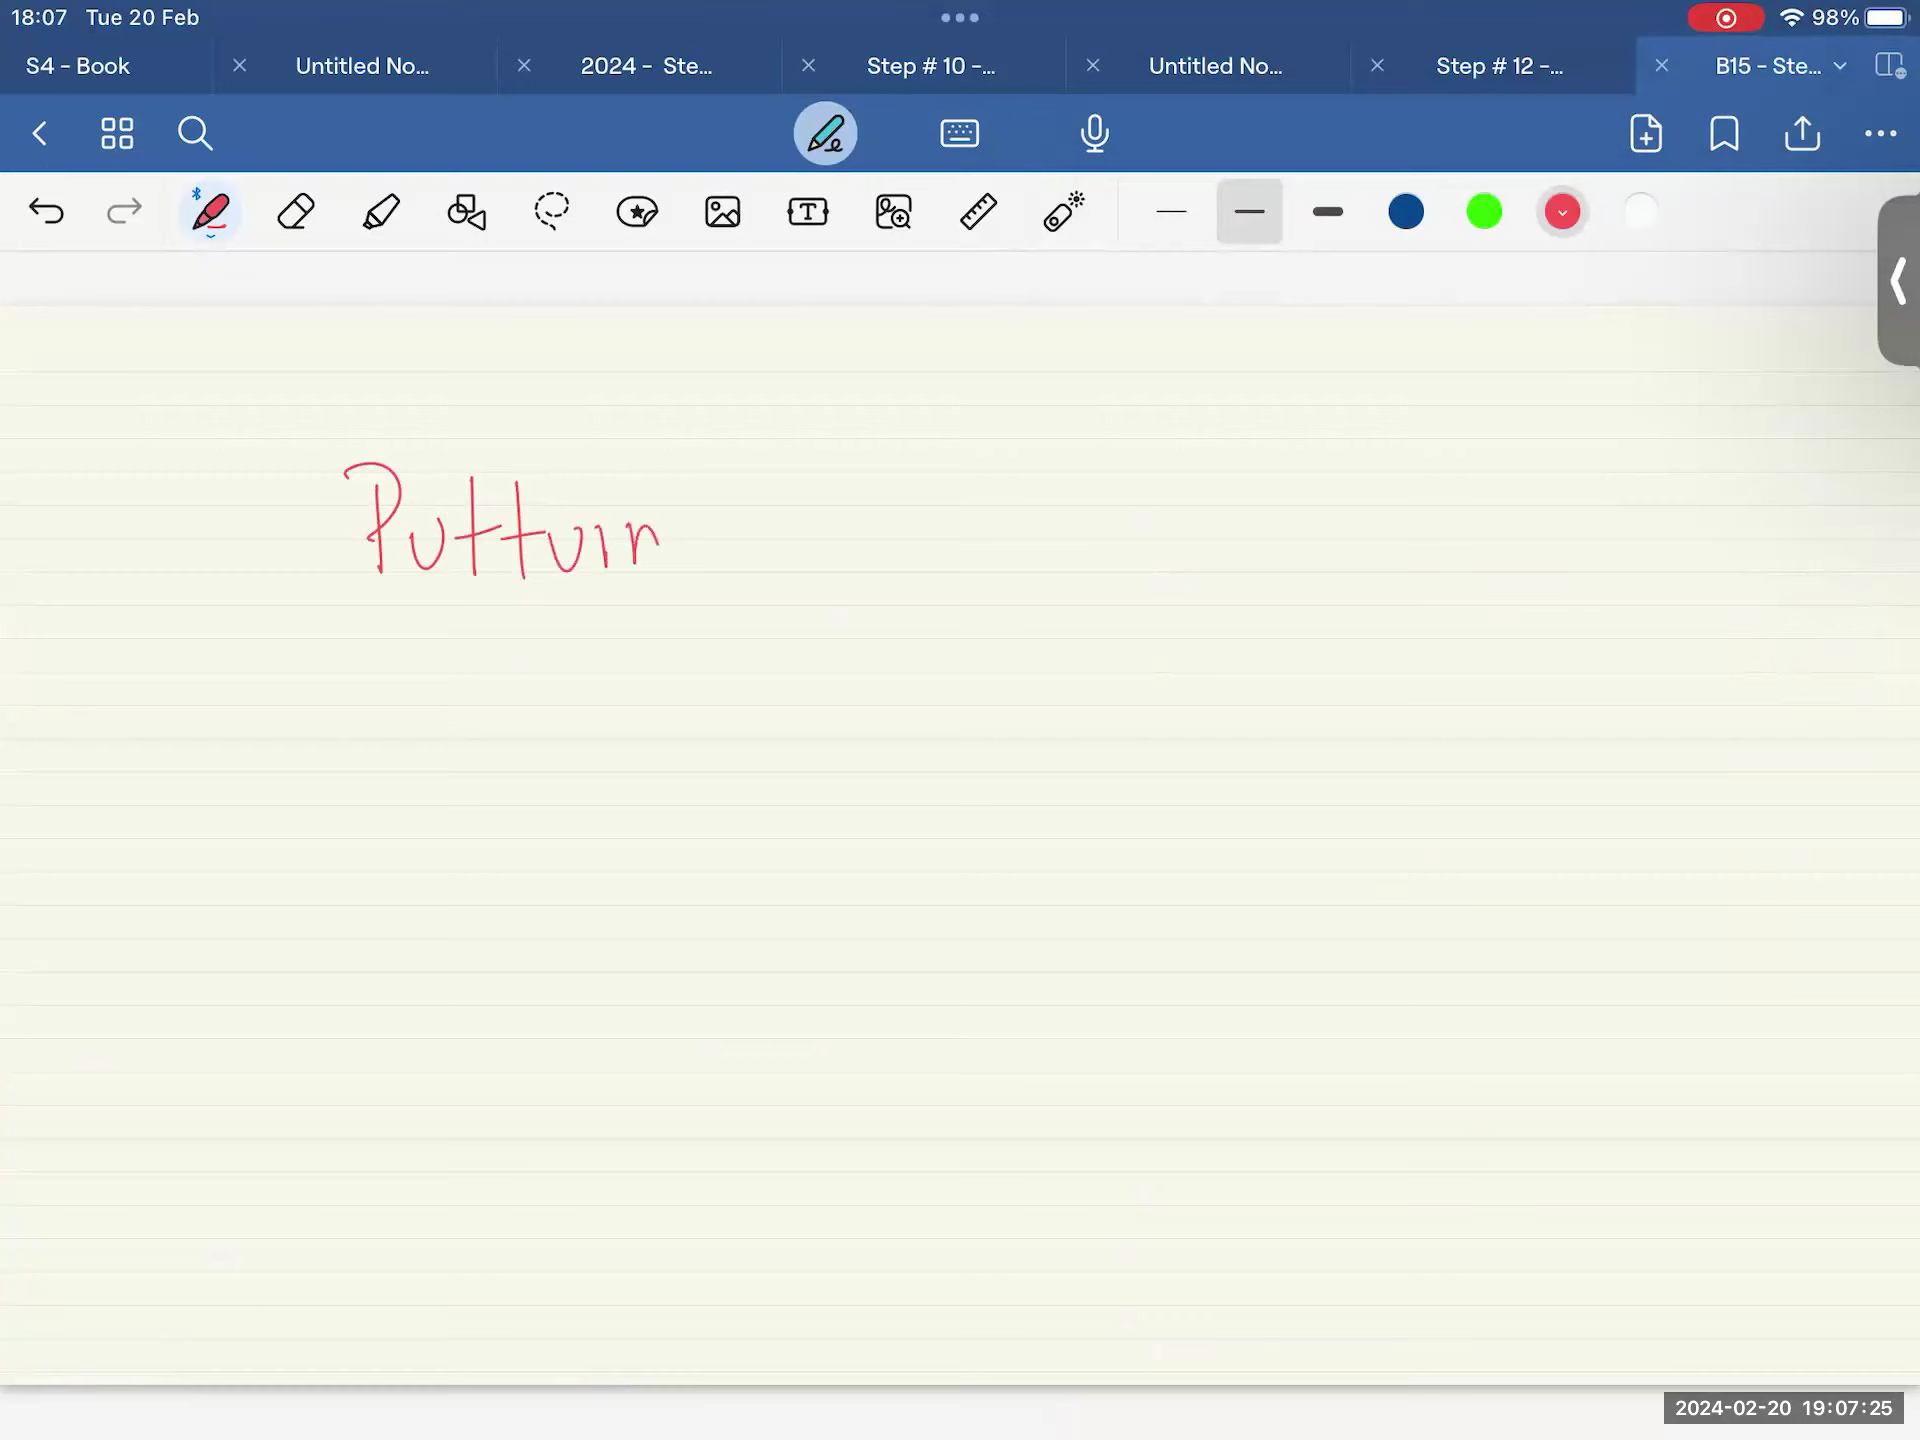 18:07 Tue 20 Feb 98%
S4 - Book Untitled No... 2024 - Ste... Step # 10 -... Untitled No... Step # 12 -... B15 - Ste...
Puttuin
2024-02-20 19:07:25